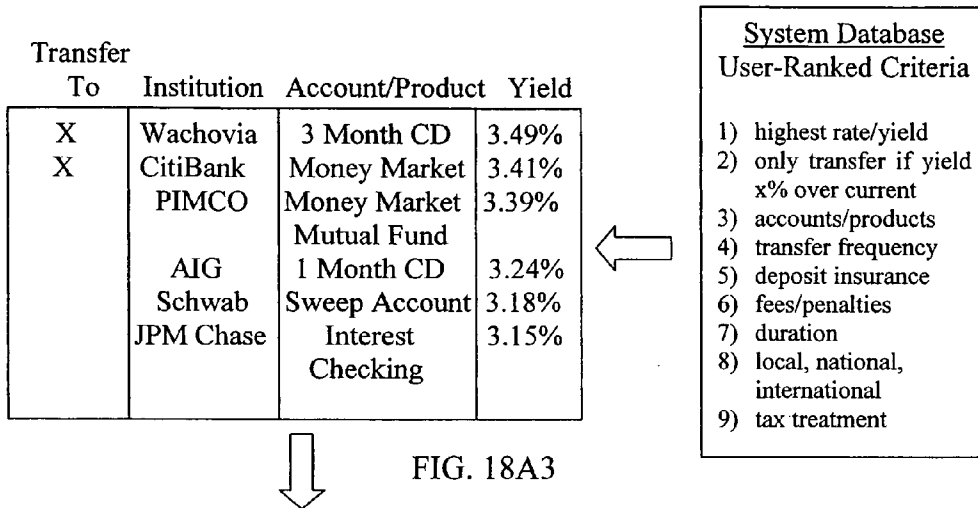 Transfer
To Institution Account/Product Yield
X Wachovia 3 Month CD 3.49%
X CitiBank Money Market 3.41%
PIMCO Money Market 3.39%
Mutual Fund
AIG 1 Month CD 3.24%
Schwab Sweep Account 3.18%
JPM Chase Interest 3.15%
Checking
System Database
User-Ranked Criteria
1) highest rate/yield
2) only transfer if yield
x% over current
3) accounts/products
4) transfer frequency
5) deposit insurance
6) fees/penalties
7) duration
8) local, national,
international
9) tax treatment
FIG. 18A3